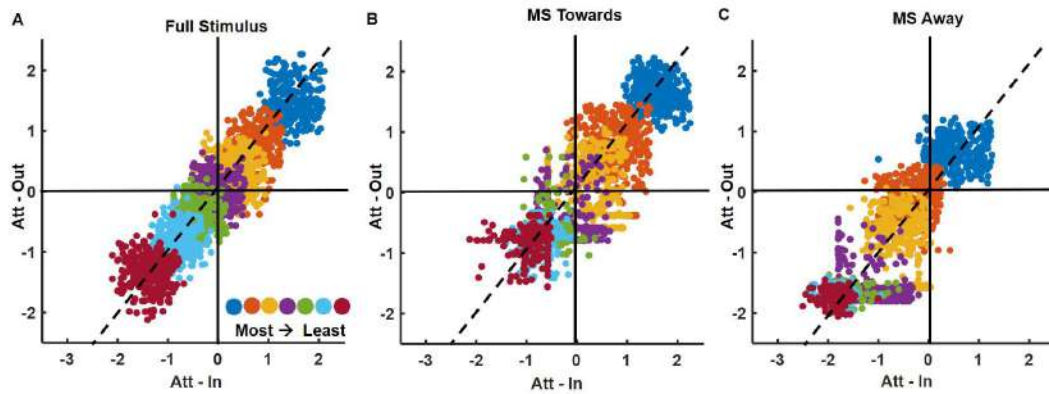 A
Full Stimulus
2
1
0
-1
-2
Att - Out
Most → Least
-3 -2 -1 0 1 2
Att - In
B
MS Towards
2
1
0
-1
-2
Att - Out
-3 -2 -1 0 1 2
Att - In
C
MS Away
2
1
0
-1
-2
Att - Out
-3 -2 -1 0 1 2
Att - In